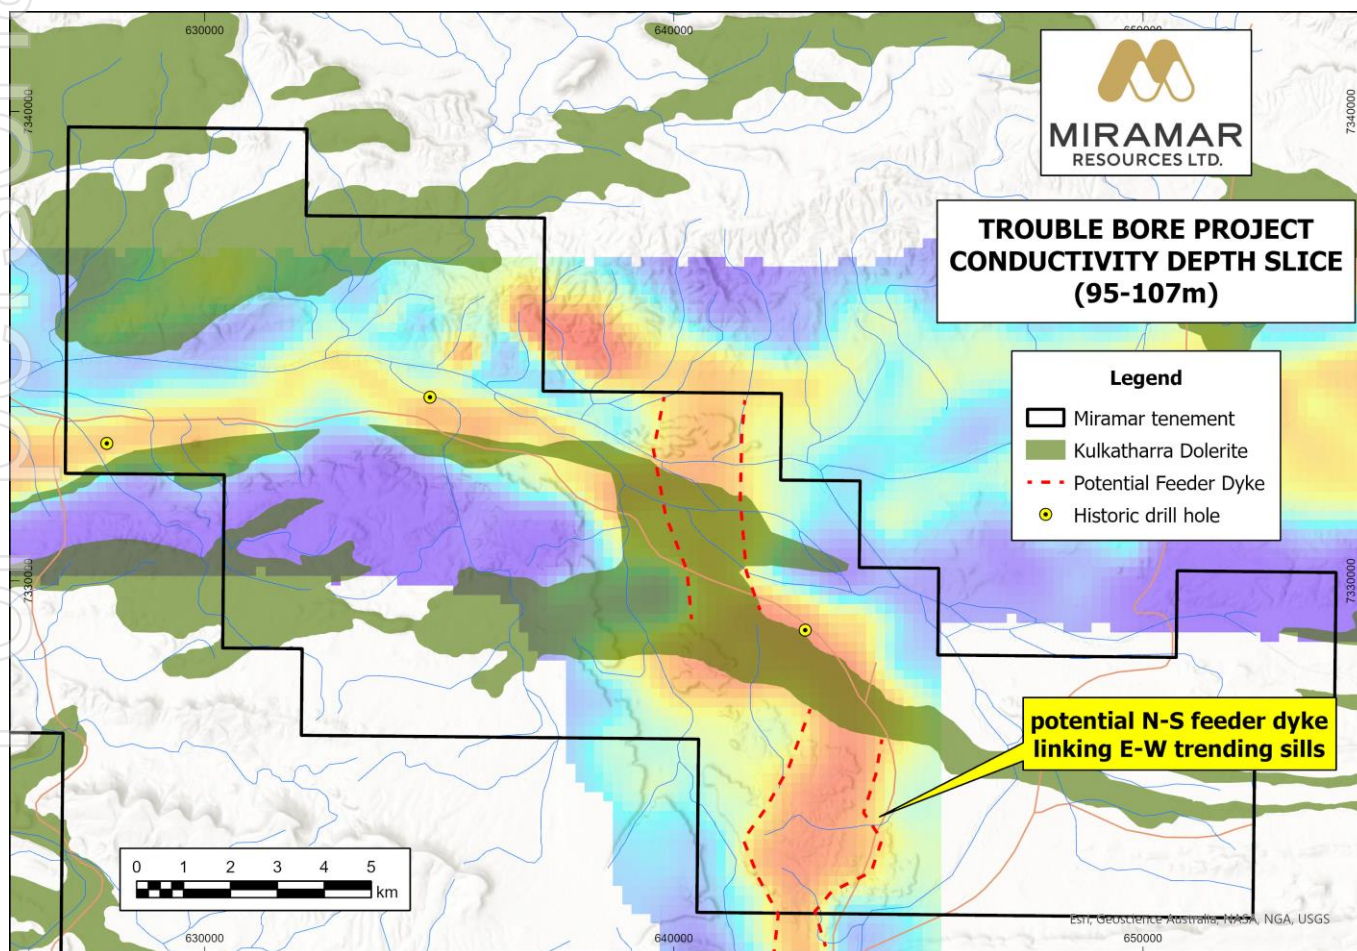 630000
640000
650000
7340000
7340000
MIRAMAR
RESOURCES LTD.
TROUBLE BORE PROJECT
CONDUCTIVITY DEPTH SLICE
(95-107m)
Legend
Miramar tenement
Kulkatharra Dolerite
Potential Feeder Dyke
Historic drill hole
7330000
7330000
potential N-S feeder dyke
linking E-W trending sills
0 1 2 3 4 5
km
Esri, Geoscience Australia, NASA, NGA, USGS
630000
640000
650000